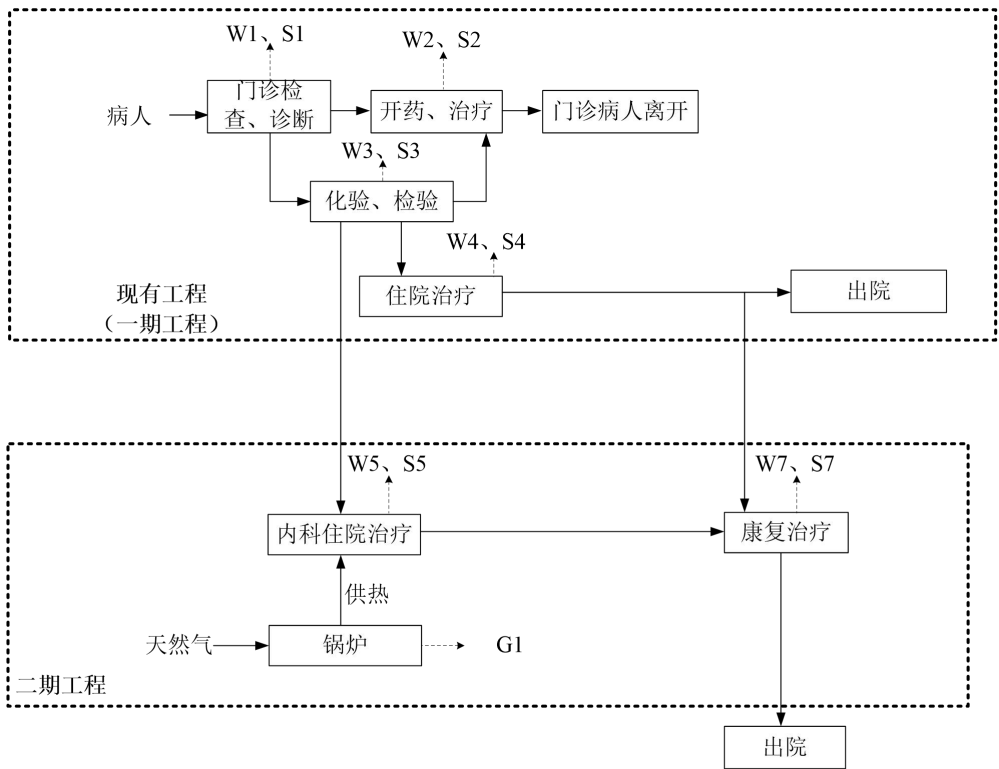 W1、S1
W2、S2
病人
门诊检
查、诊断
开药、治疗
门诊病人离开
W3、S3
化验、检验
W4、S4
住院治疗
出院
现有工程
（一期工程）
W5、S5
W7、S7
内科住院治疗
康复治疗
供热
天然气
锅炉
G1
二期工程
出院